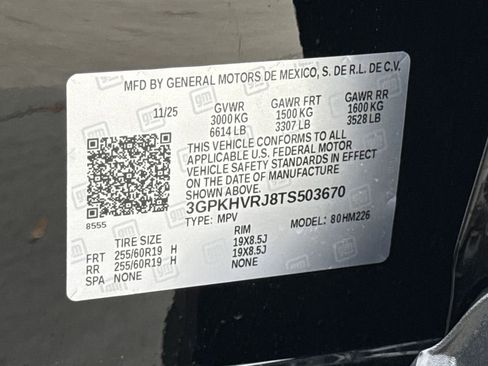 MFD BY GENERAL MOTORS DE MEXICO, S. DE R.L. DE C.V.
11/25 GVWR GAWR FRT GAWR RR
3000 KG 1500 KG 1600 KG
6614 LB 3307 LB 3528 LB
THIS VEHICLE CONFORMS TO ALL
APPLICABLE U.S. FEDERAL MOTOR
VEHICLE SAFETY STANDARDS IN EFFECT
ON THE DATE OF MANUFACTURE
SHOWN ABOVE.
3GPKHVRJ8TS503670
8555 TYPE: MPV MODEL: 80HM226
TIRE SIZE RIM
FRT 255/60R19 H 19X8.5J
RR 255/60R19 H 19X8.5J
SPA NONE NONE